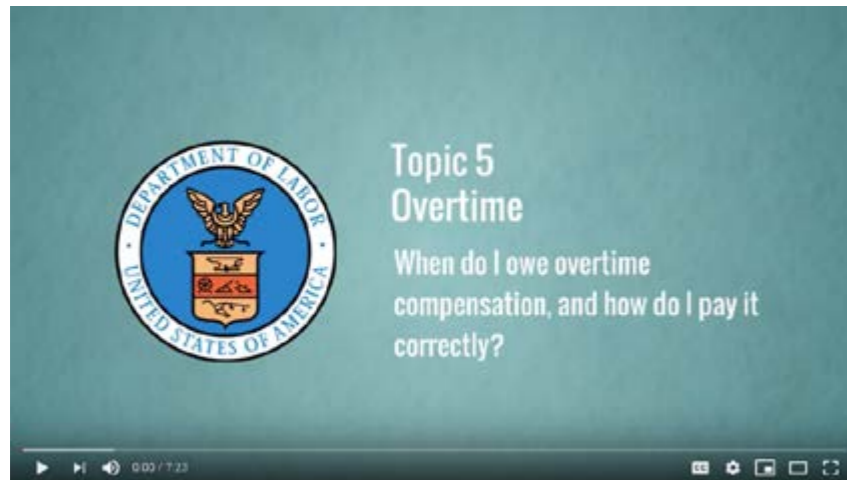 DEPARTMENT OF LABOR
UNITED STATES OF AMERICA
Topic 5
Overtime
When do I owe overtime
compensation, and how do I pay it
correctly?
0:00 / 7:23
CC